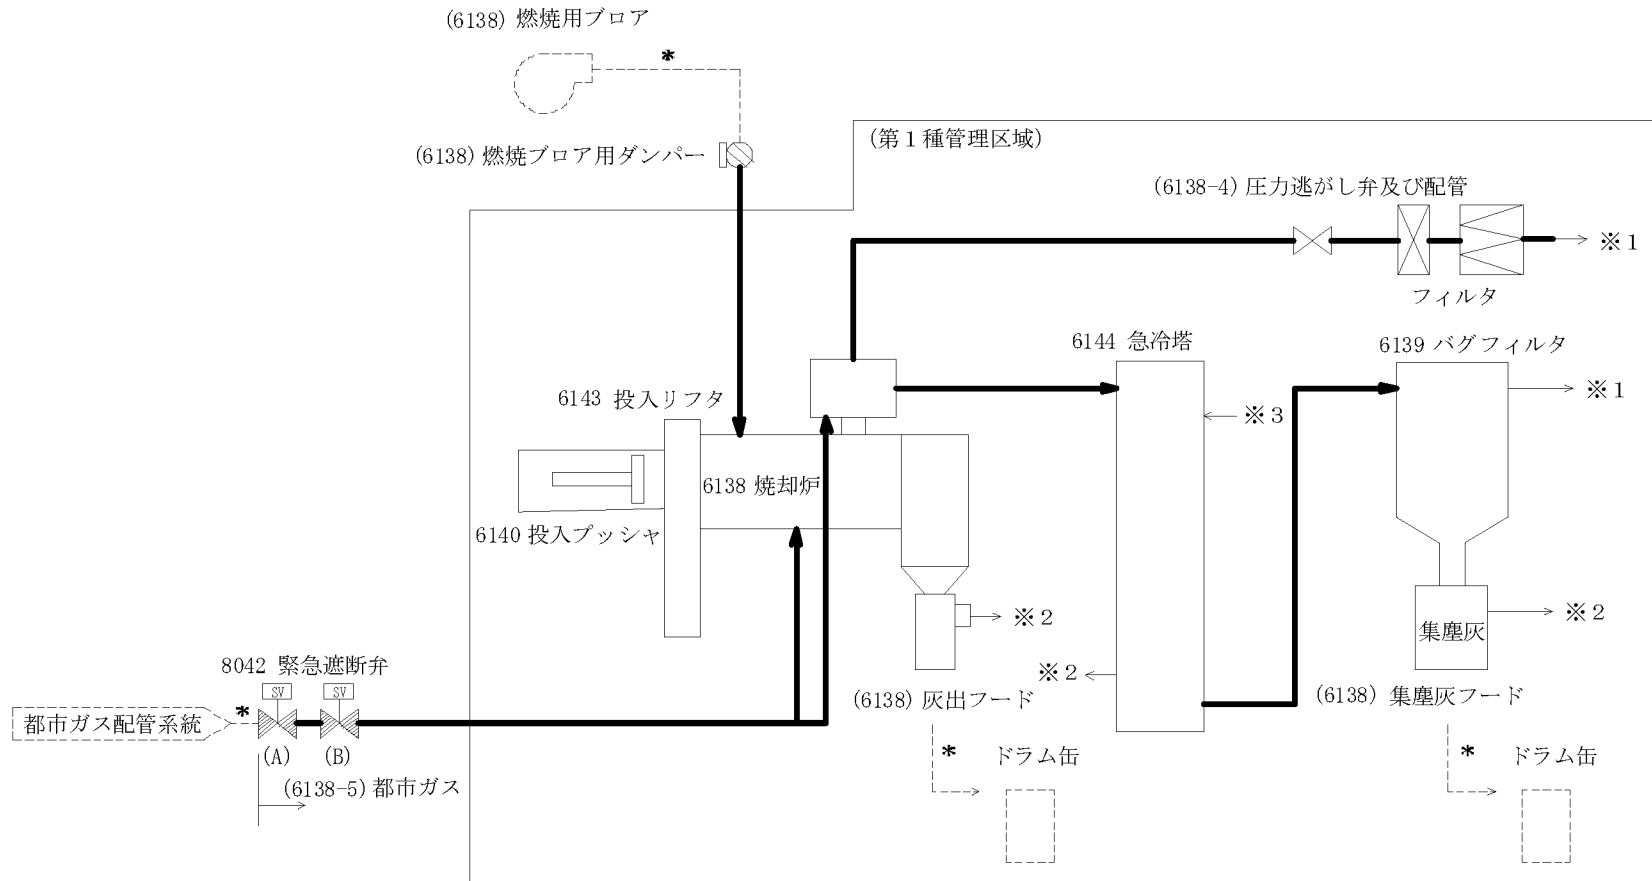 (6138) 燃焼用ブロア
*
(6138) 燃焼ブロア用ダンパー
(第1種管理区域)
(6138-4) 圧力逃がし弁及び配管
※1
フィルタ
6144 急冷塔
6139 バグフィルタ
6143 投入リフタ
※1
※3
6138 焼却炉
6140 投入プッシャ
※2
※2
集塵灰
8042 緊急遮断弁
※2
SV
SV
(6138) 灰出フード
(6138) 集塵灰フード
都市ガス配管系統
*
(A)
(B)
*
ドラム缶
*
ドラム缶
(6138-5) 都市ガス